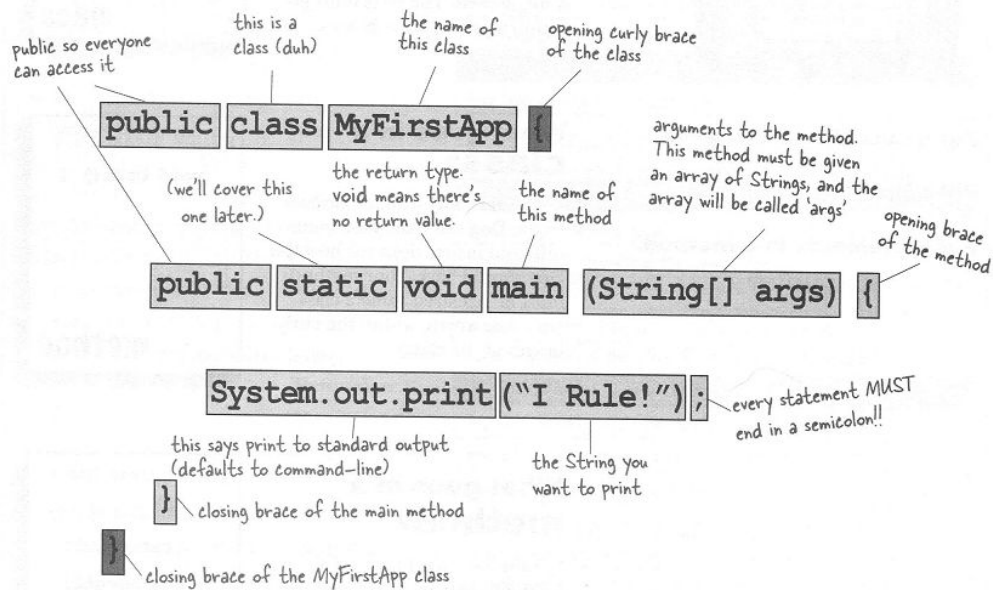 this is a
class (duh)
the name of
this class
public so everyone
can access it
opening curly brace
of the class
public class MyFirstApp {
(we'll cover this
one later.)
the return type.
void means there's
no return value.
the name of
this method
arguments to the method.
This method must be given
an array of Strings, and the
array will be called 'args'
opening brace
of the method
public static void main (String[] args) {
System.out.print(“I Rule!”);
every statement MUST
end in a semicolon!!
this says print to standard output
(defaults to command-line)
the String you
want to print
}
closing brace of the main method
}
closing brace of the MyFirstApp class